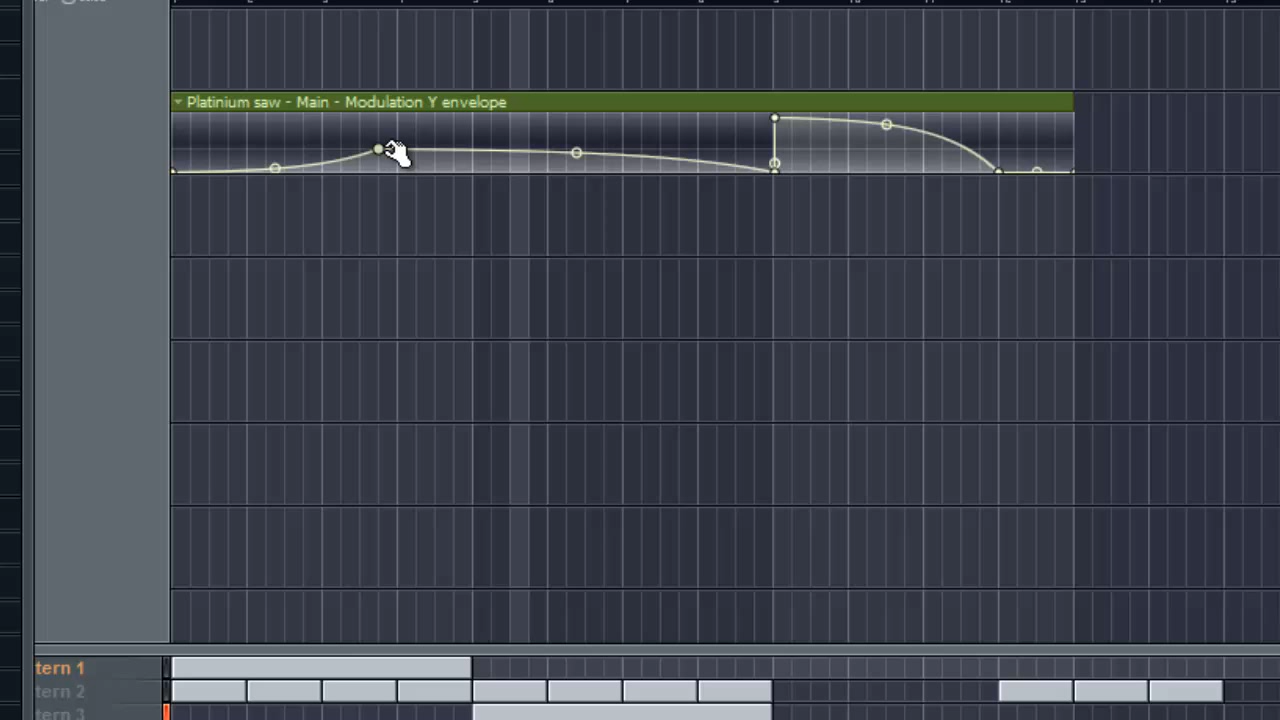 Platinium saw - Main - Modulation Y envelope
tern 1
tern 2
tern 3